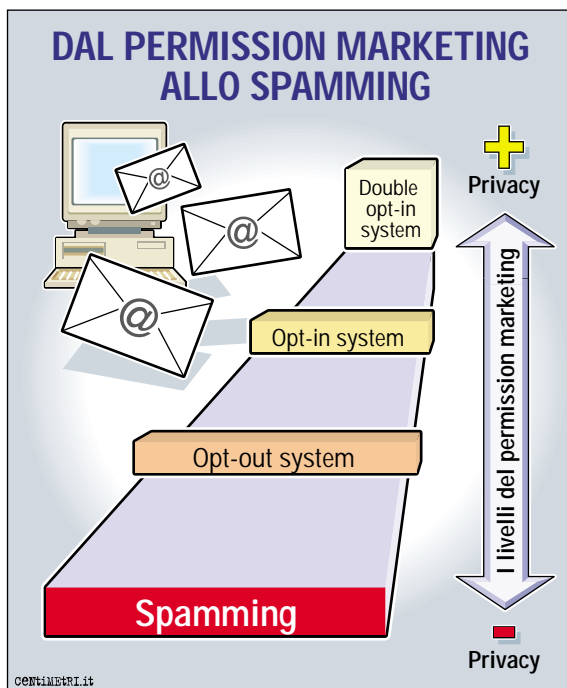 DAL PERMISSION MARKETING
ALLO SPAMMING
@
@
@
Double
opt-in
system
Opt-in system
Opt-out system
Spamming
Privacy
I livelli del permission marketing
Privacy
CENTIMETRI.it